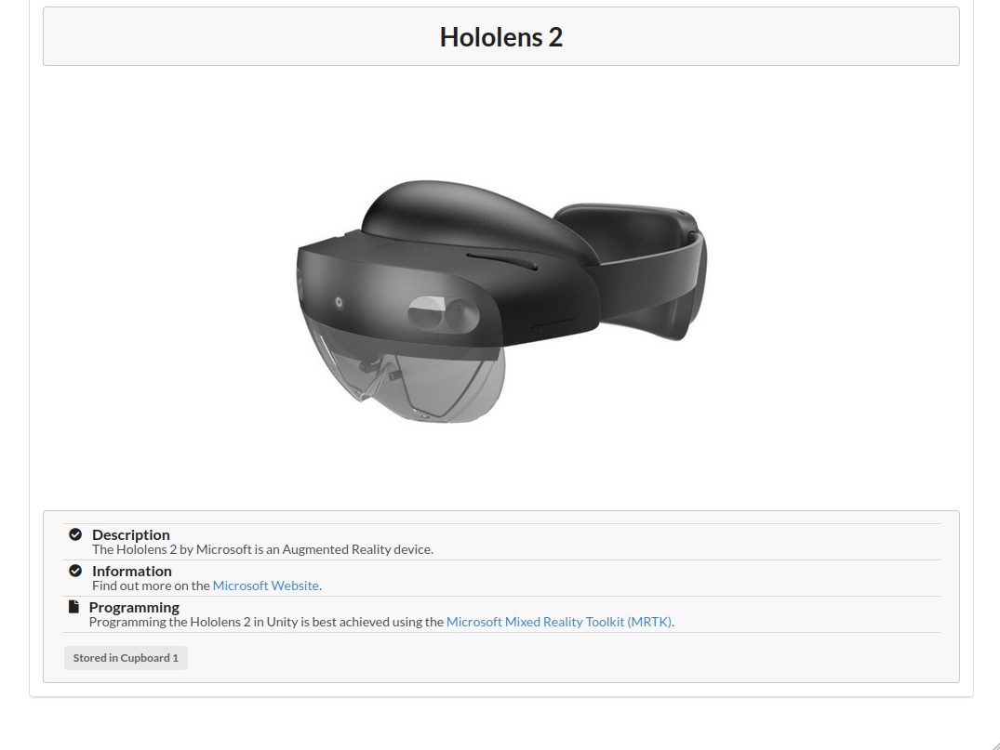 Hololens 2
Description
The Hololens 2 by Microsoft is an Augmented Reality device.
Information
Find out more on the Microsoft Website.
Programming
Programming the Hololens 2 in Unity is best achieved using the Microsoft Mixed Reality Toolkit (MRTK).
Stored in Cupboard 1